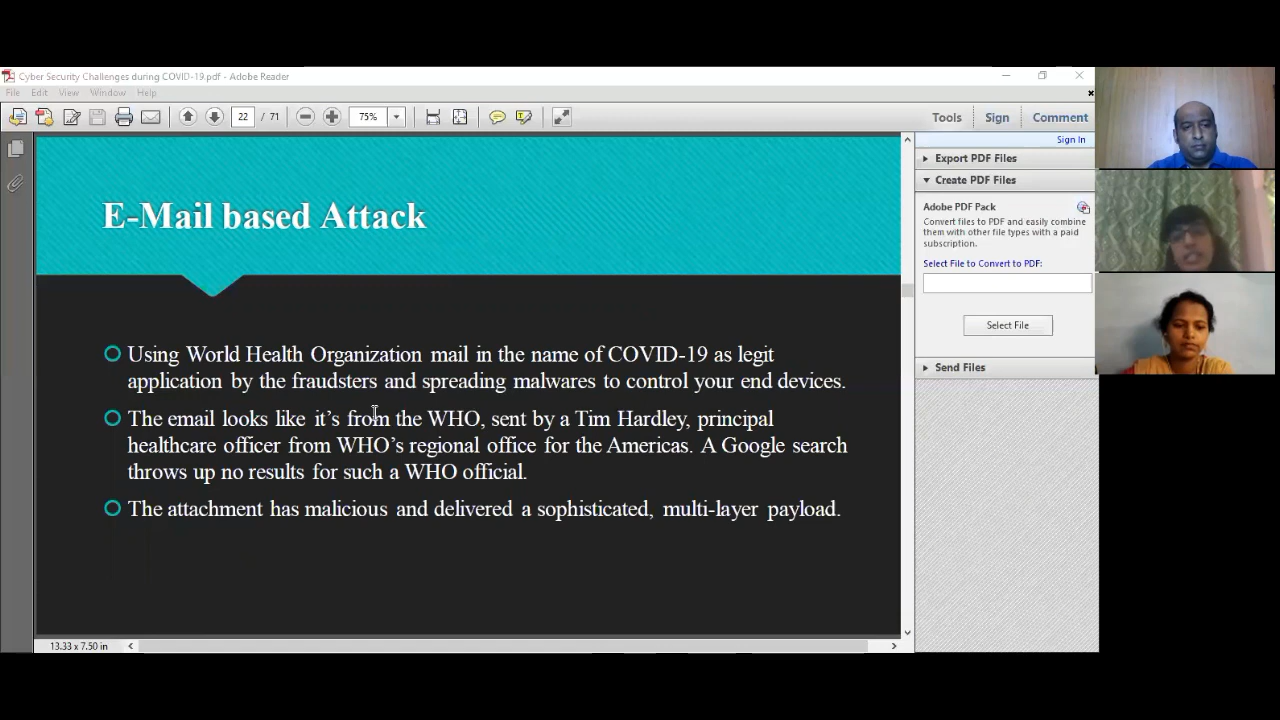 Cyber Security Challenges during COVID-19.pdf - Adobe Reader
File Edit View Window Help
22 / 71 75% Tools Sign Comment
Sign In
Export PDF Files
Create PDF Files
Adobe PDF Pack
Convert files to PDF and easily combine
them with other file types with a paid
subscription.
Select File to Convert to PDF:
Select File
Send Files
E-Mail based Attack
Using World Health Organization mail in the name of COVID-19 as legit
application by the fraudsters and spreading malwares to control your end devices.
The email looks like it's from the WHO, sent by a Tim Hardley, principal
healthcare officer from WHO's regional office for the Americas. A Google search
throws up no results for such a WHO official.
The attachment has malicious and delivered a sophisticated, multi-layer payload.
13.33 x 7.50 in